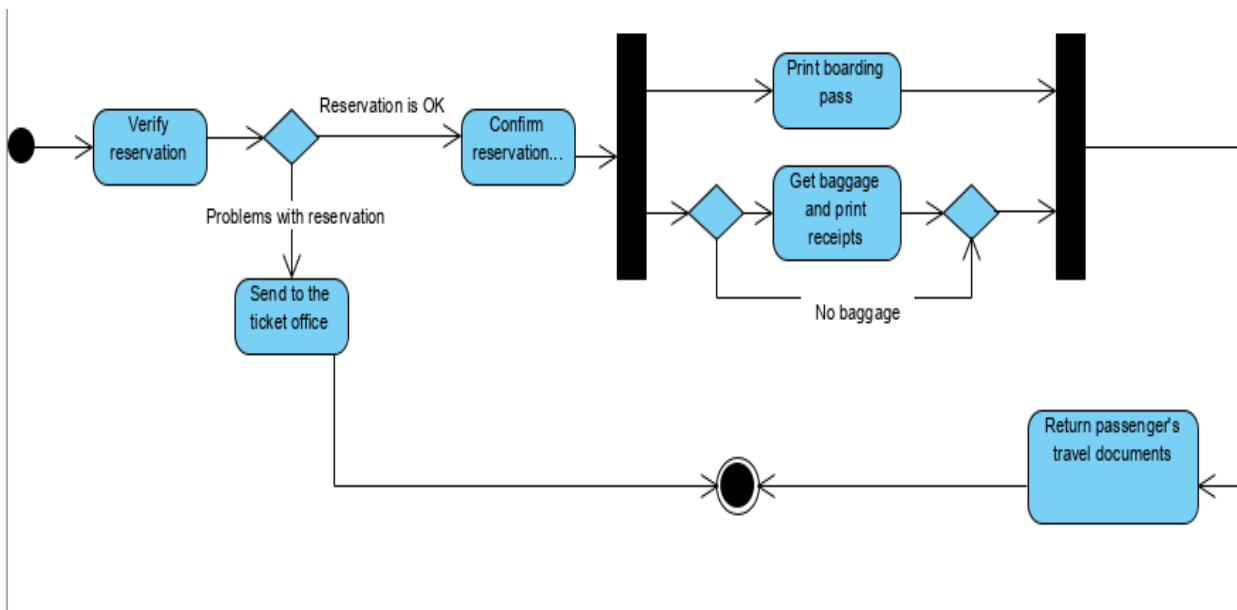 Verify
reservation
Reservation is OK
Confirm
reservation...
Print boarding
pass
Problems with reservation
Get baggage
and print
receipts
No baggage
Send to the
ticket office
Return passenger's
travel documents